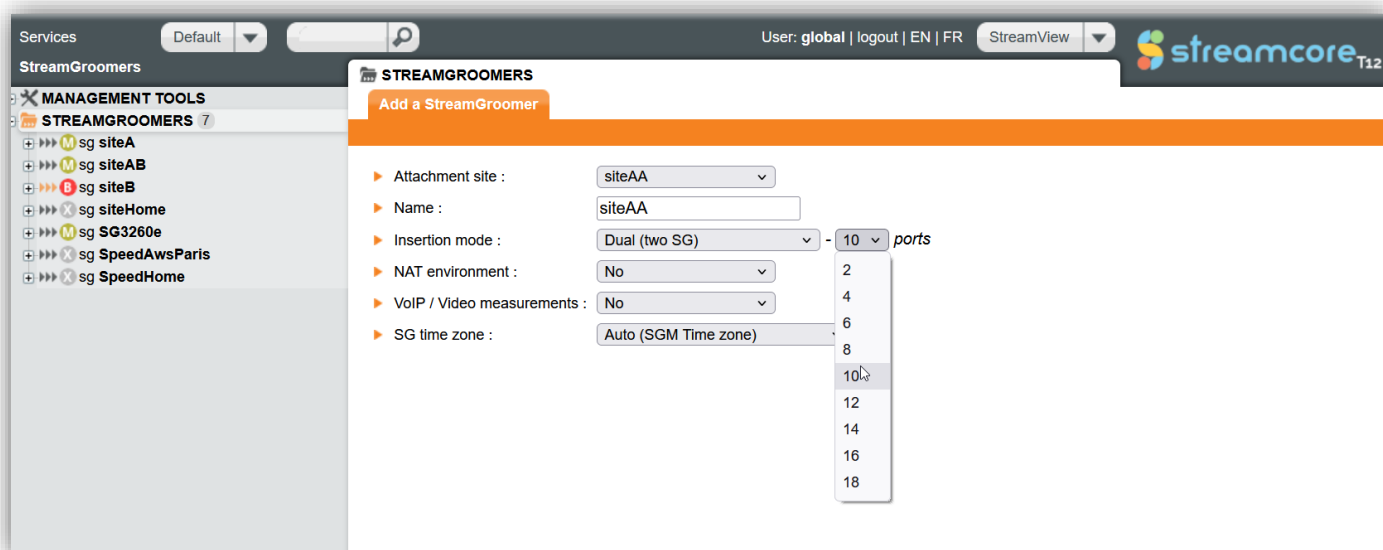 Services Default User: global | logout | EN | FR StreamView streamcore T12
StreamGroomers
STREAMGROOMERS
Add a StreamGroomer
MANAGEMENT TOOLS
STREAMGROOMERS 7
M sg siteA
M sg siteAB
B sg siteB
X sg siteHome
M sg SG3260e
X sg SpeedAwsParis
X sg SpeedHome
Attachment site : siteAA
Name : siteAA
Insertion mode : Dual (two SG) - 10 ports
NAT environment : No
VoIP / Video measurements : No
SG time zone : Auto (SGM Time zone)
2
4
6
8
10
12
14
16
18